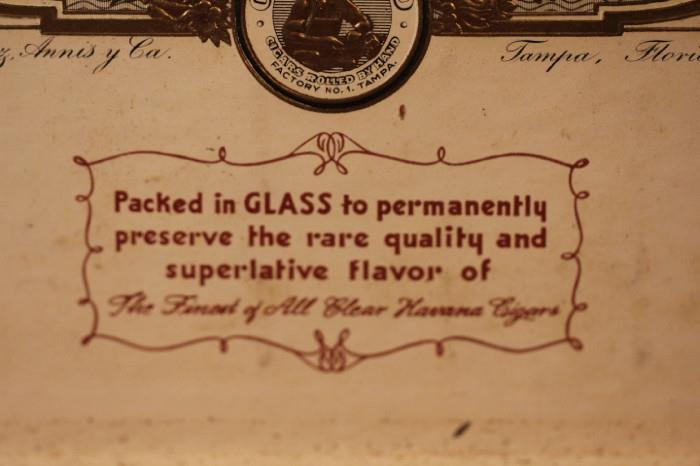 Annis y Ca.
Tampa,
CIGARS ROLLED BY HAND
FACTORY NO. 1. TAMPA.
Packed in GLASS to permanently
preserve the rare quality and
superlative flavor of
The Finest of All Clear Havana Cigars